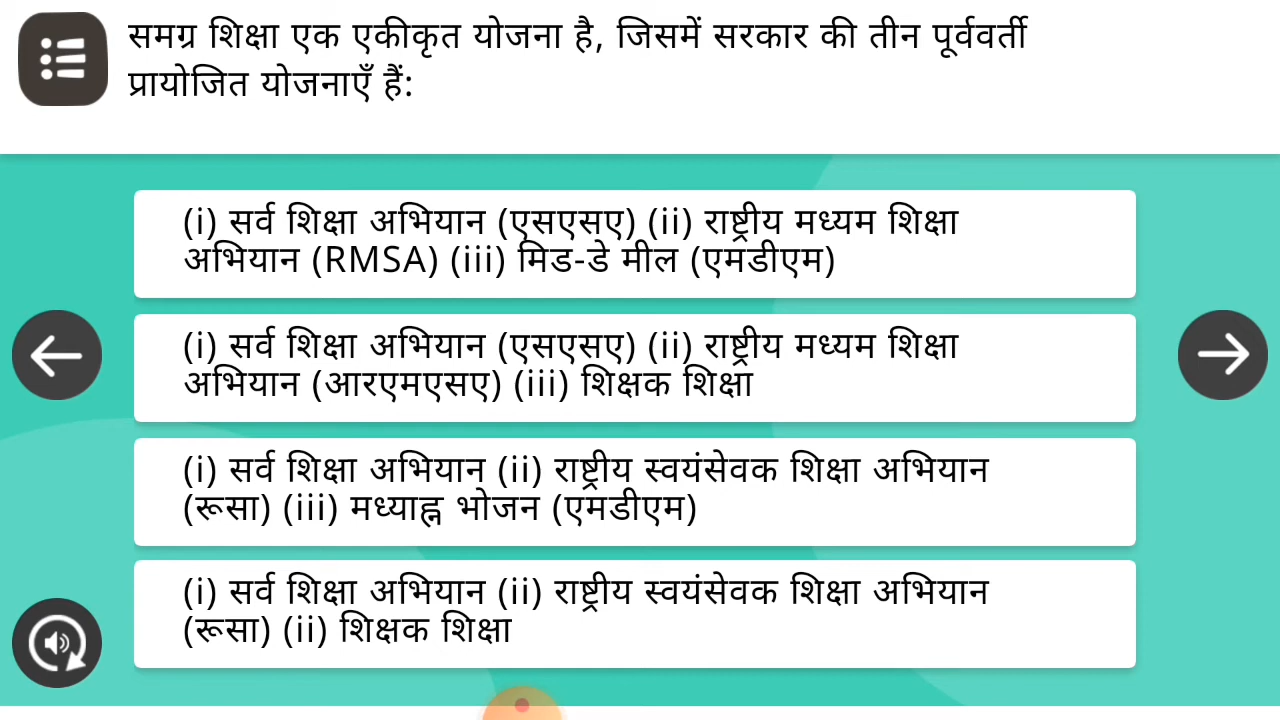 समग्र शिक्षा एक एकीकृत योजना है, जिसमें सरकार की तीन पूर्ववर्ती
प्रायोजित योजनाएँ हैं:
(i) सर्व शिक्षा अभियान (एसएसए) (ii) राष्ट्रीय मध्यम शिक्षा
अभियान (RMSA) (iii) मिड-डे मील (एमडीएम)
(i) सर्व शिक्षा अभियान (एसएसए) (ii) राष्ट्रीय मध्यम शिक्षा
अभियान (आरएमएसए) (iii) शिक्षक शिक्षा
(i) सर्व शिक्षा अभियान (ii) राष्ट्रीय स्वयंसेवक शिक्षा अभियान
(रूसा) (iii) मध्याह्न भोजन (एमडीएम)
(i) सर्व शिक्षा अभियान (ii) राष्ट्रीय स्वयंसेवक शिक्षा अभियान
(रूसा) (ii) शिक्षक शिक्षा